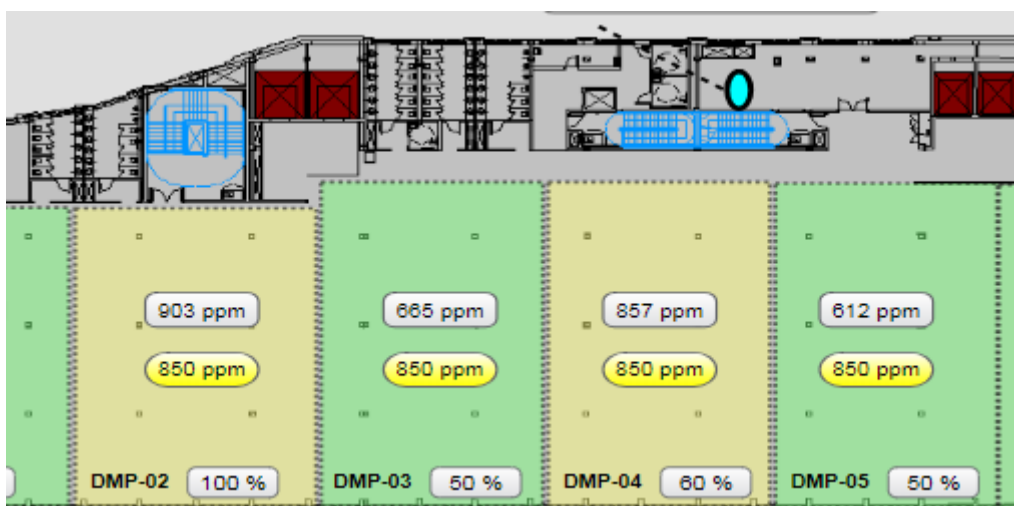 903 ppm 665 ppm 857 ppm 612 ppm
850 ppm 850 ppm 850 ppm 850 ppm
DMP-02 100 % DMP-03 50 % DMP-04 60 % DMP-05 50 %